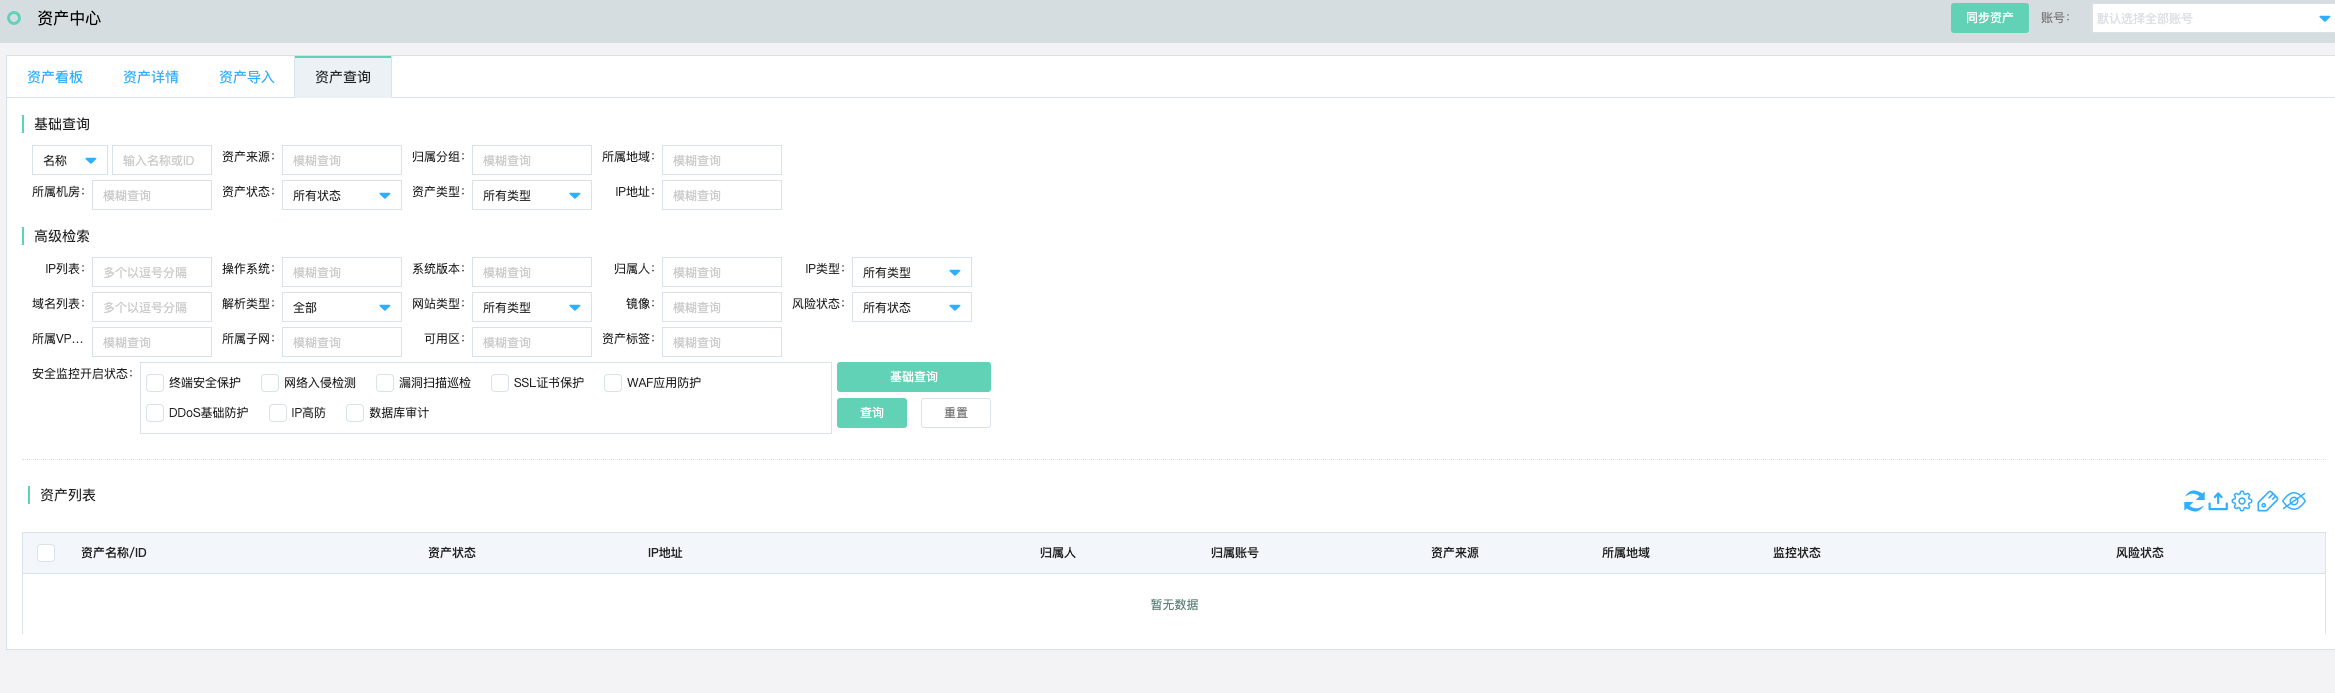 资产中心 同步资产 账号： 默认选择全部账号
资产看板 资产详情 资产导入 资产查询
基础查询
名称 输入名称或ID 资产来源： 模糊查询 归属分组： 模糊查询 所属地域： 模糊查询
所属机房： 模糊查询 资产状态： 所有状态 资产类型： 所有类型 IP地址： 模糊查询
高级检索
IP列表： 多个以逗号分隔 操作系统： 模糊查询 系统版本： 模糊查询 归属人： 模糊查询 IP类型： 所有类型
域名列表： 多个以逗号分隔 解析类型： 全部 网站类型： 所有类型 镜像： 模糊查询 风险状态： 所有状态
所属VP... 模糊查询 所属子网： 模糊查询 可用区： 模糊查询 资产标签： 模糊查询
安全监控开启状态： 终端安全保护 网络入侵检测 漏洞扫描巡检 SSL证书保护 WAF应用防护 基础查询
DDoS基础防护 IP高防 数据库审计 查询 重置
资产列表
资产名称/ID 资产状态 IP地址 归属人 归属账号 资产来源 所属地域 监控状态 风险状态
暂无数据